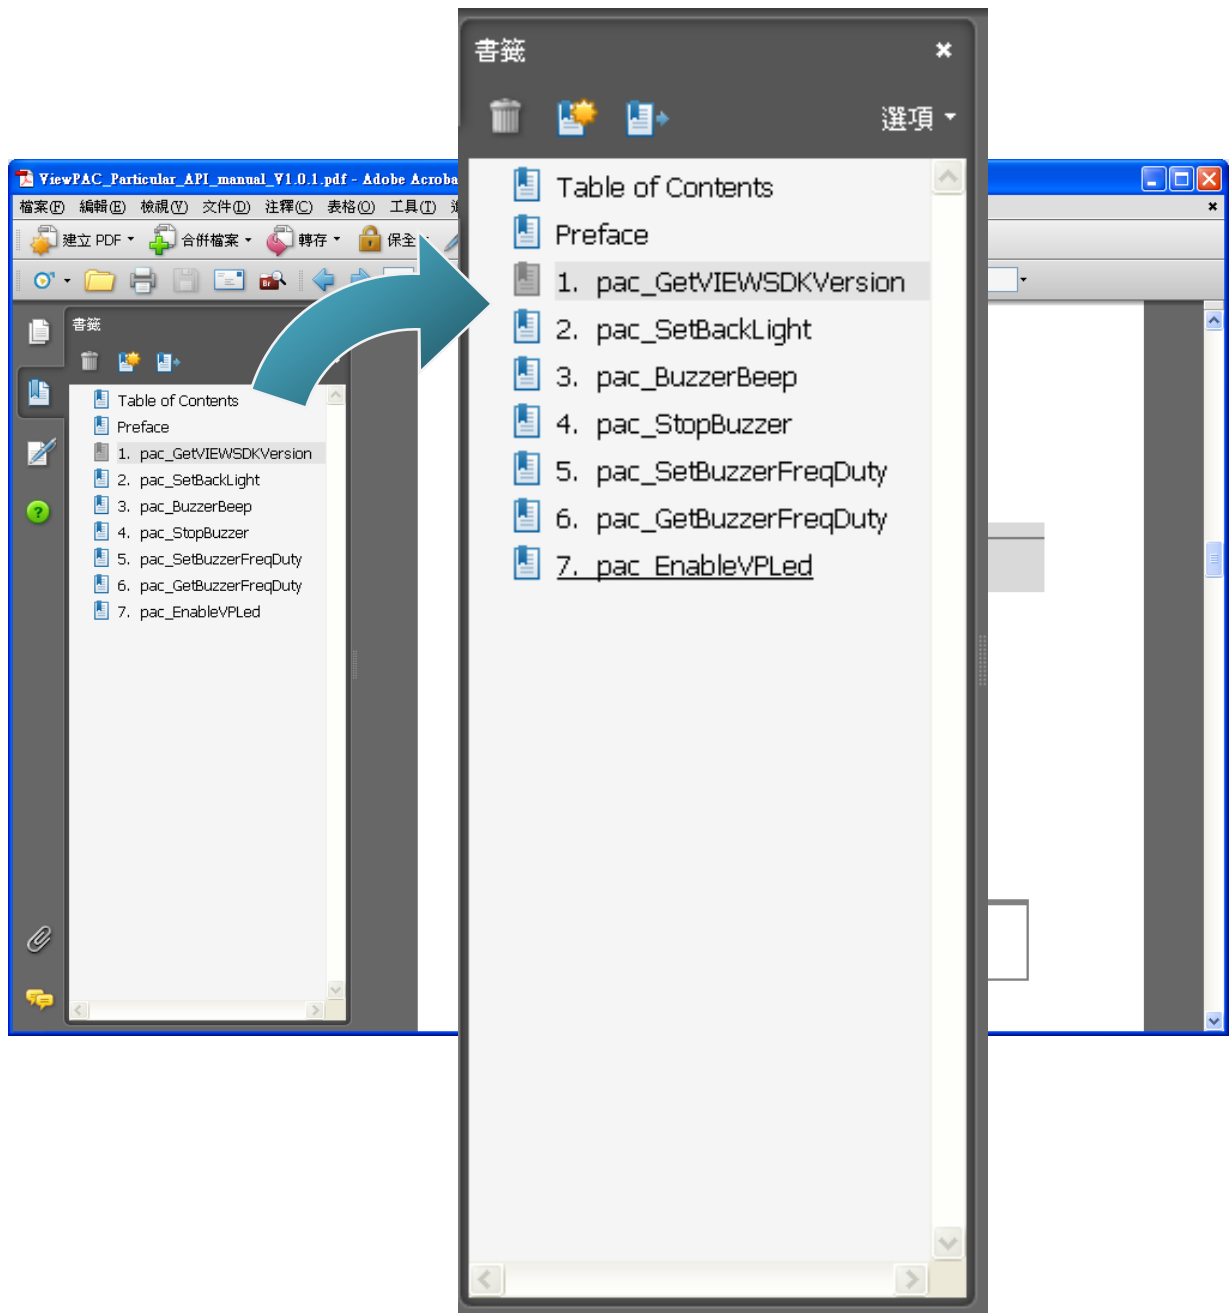 書籤
選項
Table of Contents
Preface
1. pac_GetVIEWSDKVersion
2. pac_SetBackLight
3. pac_BuzzerBeep
4. pac_StopBuzzer
5. pac_SetBuzzerFreqDuty
6. pac_GetBuzzerFreqDuty
7. pac_EnableVPLed
ViewPAC_Particular_API_manual_V1.0.1.pdf - Adobe Acroba
檔案(F) 編輯(E) 檢視(V) 文件(D) 注釋(C) 表格(O) 工具(T)
建立 PDF 合併檔案 轉存 保全
書籤
Table of Contents
Preface
1. pac_GetVIEWSDKVersion
2. pac_SetBackLight
3. pac_BuzzerBeep
4. pac_StopBuzzer
5. pac_SetBuzzerFreqDuty
6. pac_GetBuzzerFreqDuty
7. pac_EnableVPLed